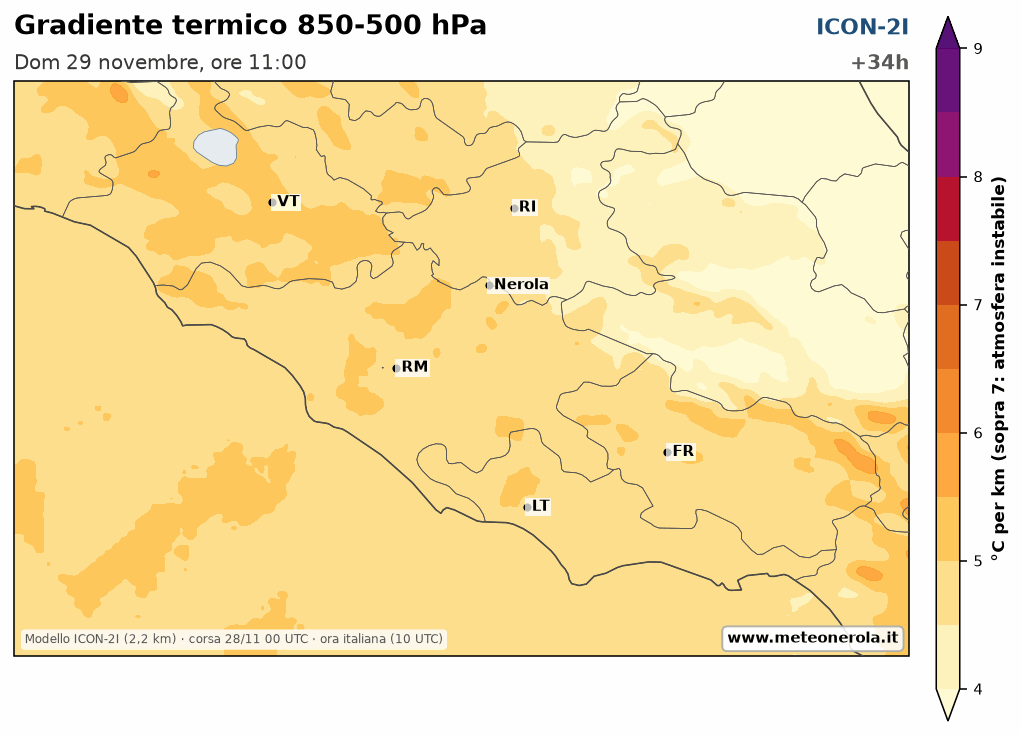 Gradiente termico 850-500 hPa
ICON-2I
Dom 29 novembre, ore 11:00
+34h
VT
RI
Nerola
RM
FR
LT
Modello ICON-2I (2,2 km) · corsa 28/11 00 UTC · ora italiana (10 UTC)
www.meteonerola.it
9
8
7
6
5
4
°C per km (sopra 7: atmosfera instabile)